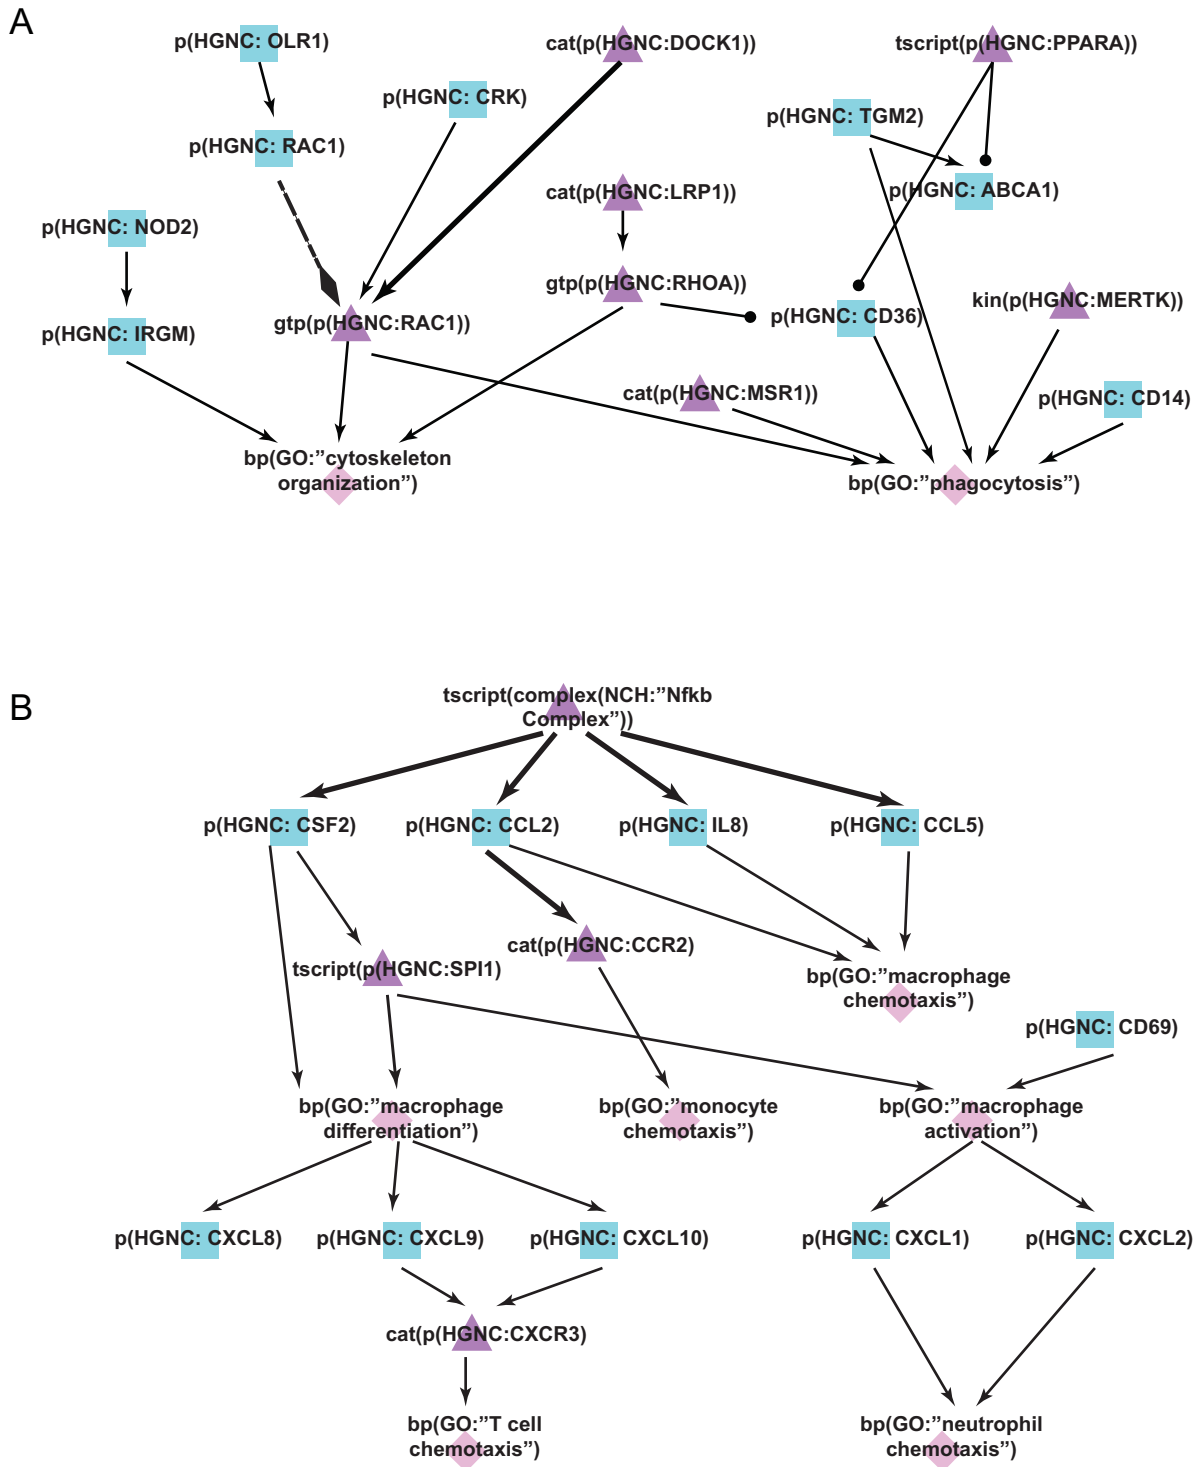 A
p(HGNC: OLR1)
cat(p(HGNC:DOCK1))
tscript(p(HGNC:PPARA))
p(HGNC: CRK)
p(HGNC: TGM2)
p(HGNC: RAC1)
cat(p(HGNC:LRP1))
p(HGNC: ABCA1)
p(HGNC: NOD2)
gtp(p(HGNC:RHOA))
kin(p(HGNC:MERTK))
p(HGNC: IRGM)
gtp(p(HGNC:RAC1))
p(HGNC: CD36)
cat(p(HGNC:MSR1))
p(HGNC: CD14)
bp(GO:”cytoskeleton
organization”)
bp(GO:”phagocytosis”)
B
tscript(complex(NCH:”Nfkb
Complex”))
p(HGNC: CSF2)
p(HGNC: CCL2)
p(HGNC: IL8)
p(HGNC: CCL5)
cat(p(HGNC:CCR2)
tscript(p(HGNC:SPI1)
bp(GO:”macrophage
chemotaxis”)
p(HGNC: CD69)
bp(GO:”macrophage
differentiation”)
bp(GO:”monocyte
chemotaxis”)
bp(GO:”macrophage
activation”)
p(HGNC: CXCL8)
p(HGNC: CXCL9)
p(HGNC: CXCL10)
p(HGNC: CXCL1)
p(HGNC: CXCL2)
cat(p(HGNC:CXCR3)
bp(GO:”T cell
chemotaxis”)
bp(GO:”neutrophil
chemotaxis”)